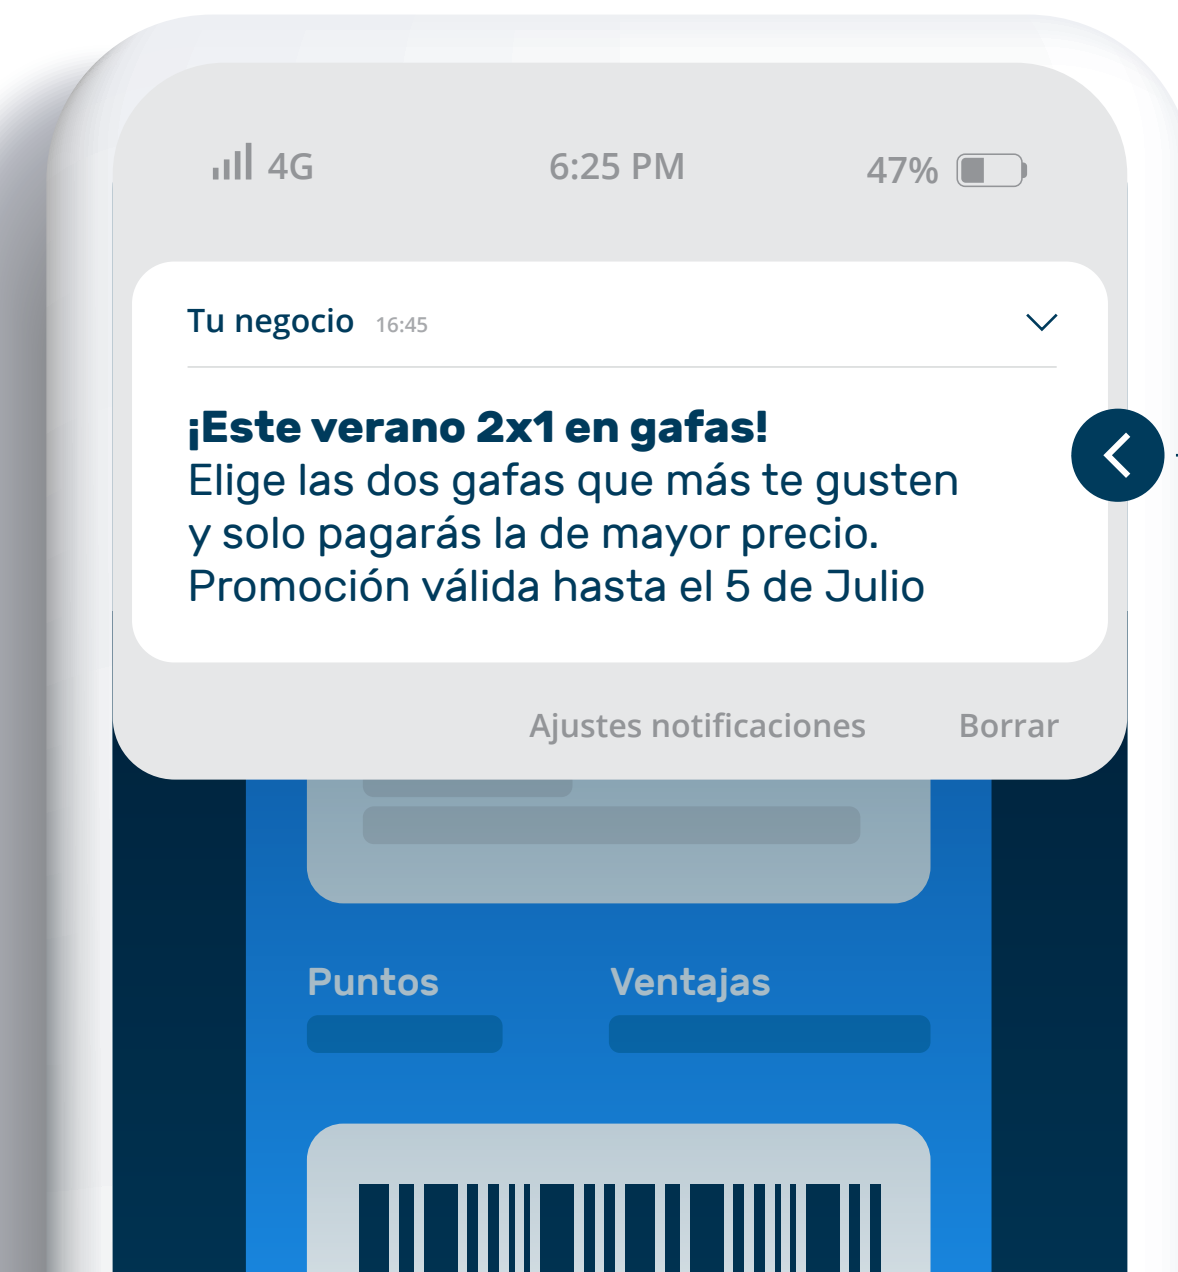 4G 6:25 PM 47%
Tu negocio 16:45
¡Este verano 2x1 en gafas!
Elige las dos gafas que más te gusten
y solo pagarás la de mayor precio.
Promoción válida hasta el 5 de Julio
Ajustes notificaciones Borrar
Puntos Ventajas